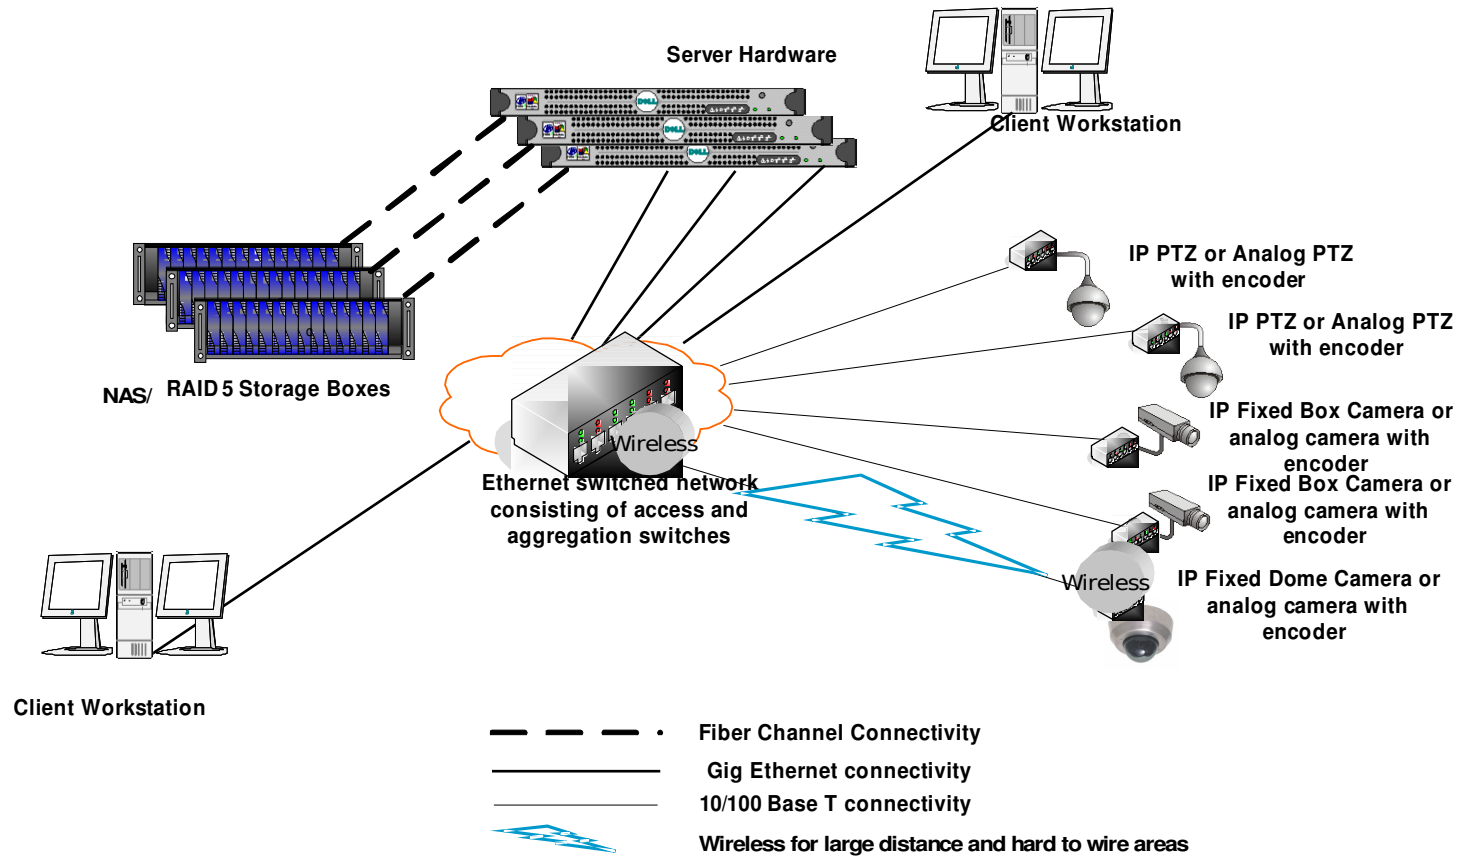 Server Hardware
Client Workstation
DELL
DELL
DELL
IP PTZ or Analog PTZ
with encoder
IP PTZ or Analog PTZ
with encoder
NAS/ RAID 5 Storage Boxes
IP Fixed Box Camera or
analog camera with
encoder
Wireless
Ethernet switched network
consisting of access and
aggregation switches
IP Fixed Box Camera or
analog camera with
encoder
Wireless
IP Fixed Dome Camera or
analog camera with
encoder
Client Workstation
Fiber Channel Connectivity
Gig Ethernet connectivity
10/100 Base T connectivity
Wireless for large distance and hard to wire areas